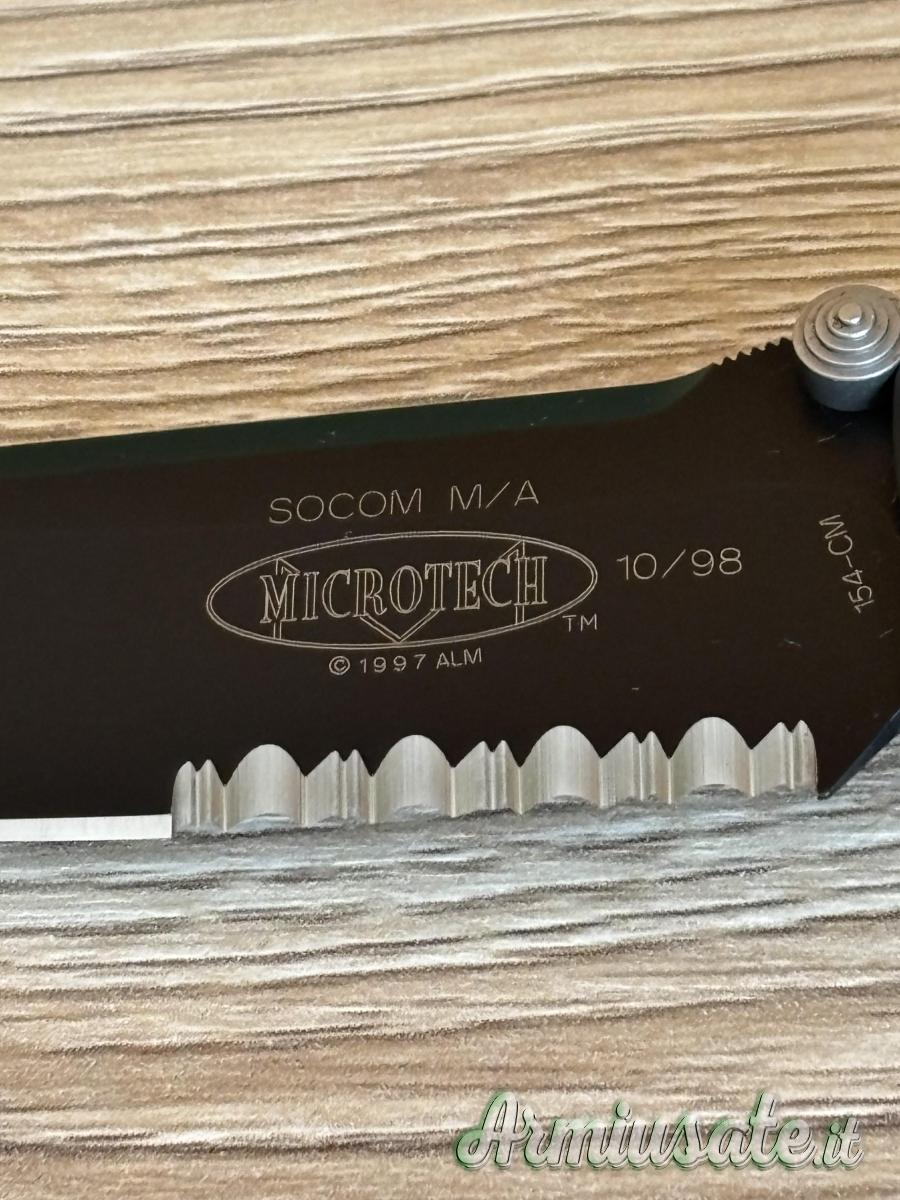 SOCOM M/A
MICROTECH
TM
10/98
© 1997 ALM
154-CM
Armiusate.it